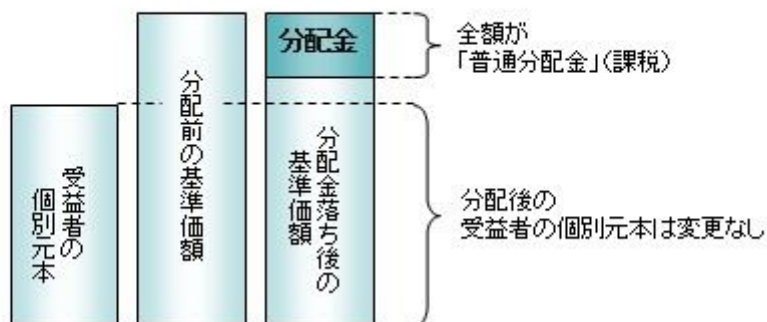 受益者の
個別元本
分配前の基準価額
分配金
分配金落ち後の
基準価額
全額が
「普通分配金」(課税)
分配後の
受益者の個別元本は変更なし